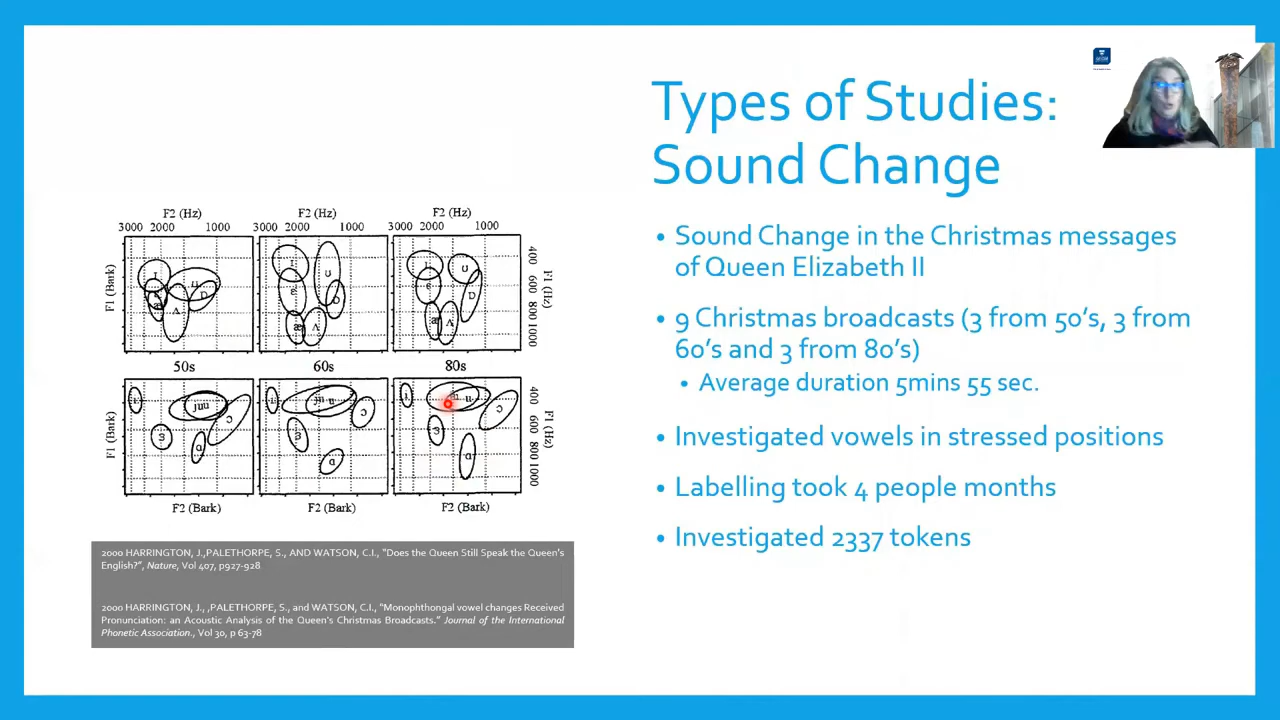 Types of Studies:
Sound Change
• Sound Change in the Christmas messages
of Queen Elizabeth II
• 9 Christmas broadcasts (3 from 50's, 3 from
60's and 3 from 80's)
• Average duration 5mins 55 sec.
• Investigated vowels in stressed positions
• Labelling took 4 people months
• Investigated 2337 tokens
F2 (Hz) F2 (Hz) F2 (Hz)
3000 2000 1000 3000 2000 1000 3000 2000 1000
F1 (Bark)
I ɛ æ ʌ ʊ ɒ
I ɛ æ ʌ ʊ ɒ
I ɛ æ ʌ ʊ ɒ
400 600 800 1000
F1 (Hz)
50s 60s 80s
F1 (Bark)
i juu ɔ ɜ ɑ
i ju u ɔ ɜ ɑ
i u ɔ ɜ ɑ
400 600 800 1000
F1 (Hz)
F2 (Bark) F2 (Bark) F2 (Bark)
2000 HARRINGTON, J.,PALETHORPE, S., AND WATSON, C.I., "Does the Queen Still Speak the Queen's
English?", Nature, Vol 407, p927-928
2000 HARRINGTON, J., ,PALETHORPE, S., and WATSON, C.I., "Monophthongal vowel changes Received
Pronunciation: an Acoustic Analysis of the Queen's Christmas Broadcasts." Journal of the International
Phonetic Association., Vol 30, p 63-78